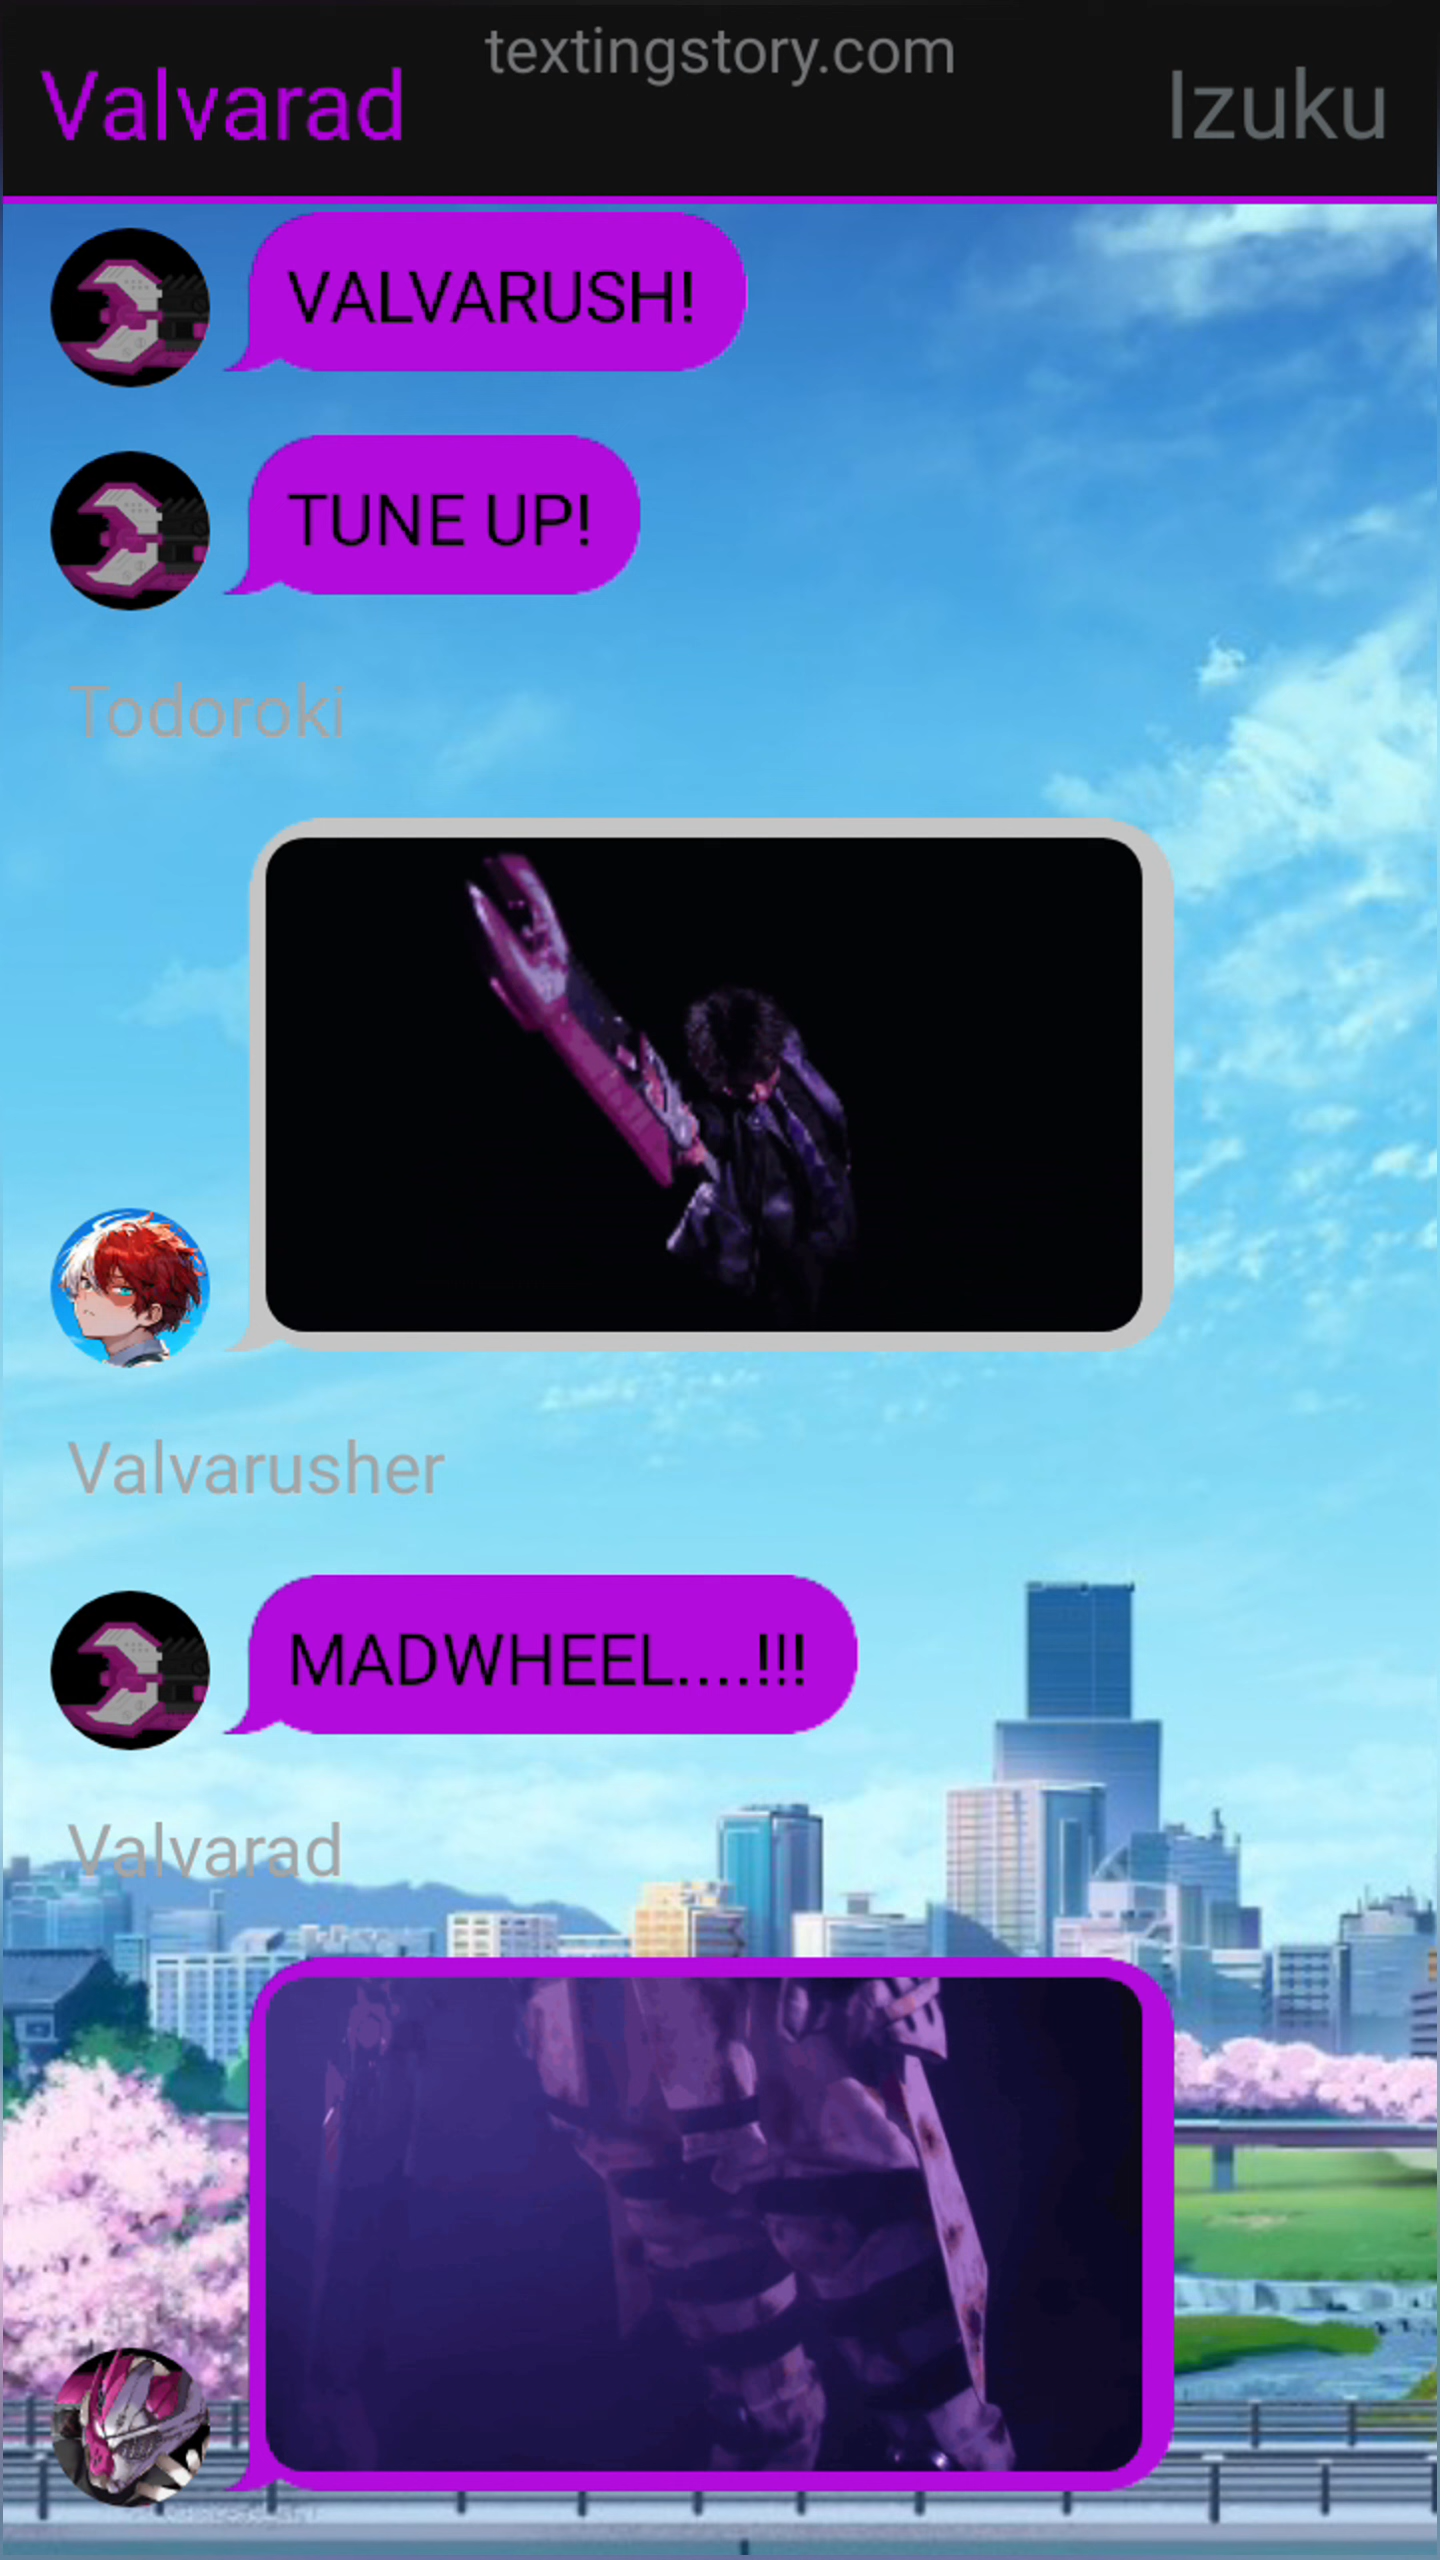 textingstory.com
Valvarad
Izuku
VALVARUSH!
TUNE UP!
Todoroki
Valvarusher
MADWHEEL....!!!
Valvarad